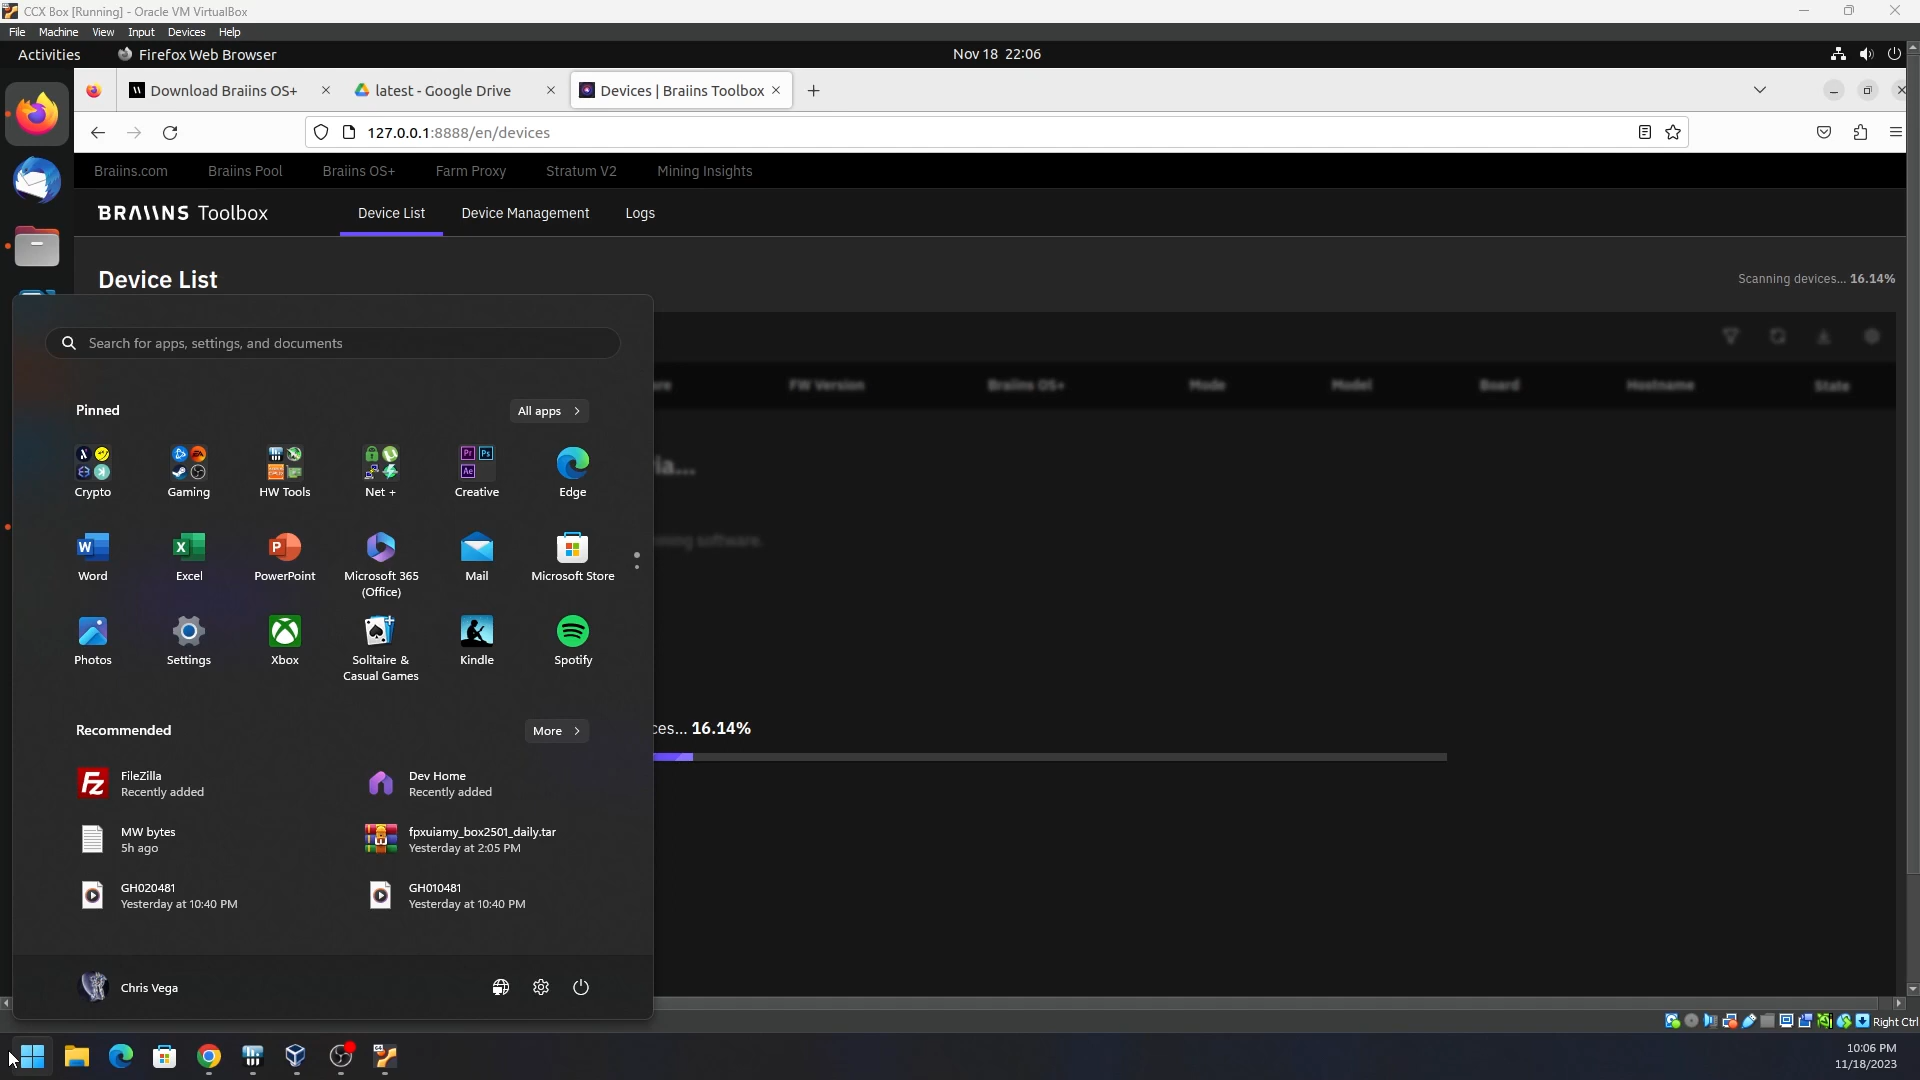 CCX Box [Running] - Oracle VM VirtualBox
File Machine View Input Devices Help
Activities Firefox Web Browser Nov 18 22:06
Download Braiins OS+ latest - Google Drive Devices | Braiins Toolbox
127.0.0.1:8888/en/devices
Braiins.com Braiins Pool Braiins OS+ Farm Proxy Stratum V2 Mining Insights
BRAIINS Toolbox Device List Device Management Logs
Device List Scanning devices... 16.14%
Search for apps, settings, and documents
FW Version Braiins OS+ Mode Model Board Hostname State
Pinned All apps
Crypto Gaming HW Tools Net + Creative Edge
Word Excel PowerPoint Microsoft 365 (Office) Mail Microsoft Store
Photos Settings Xbox Solitaire & Casual Games Kindle Spotify
ces... 16.14%
Recommended More
FileZilla
Recently added
Dev Home
Recently added
MW bytes
5h ago
fpxuiamy_box2501_daily.tar
Yesterday at 2:05 PM
GH020481
Yesterday at 10:40 PM
GH010481
Yesterday at 10:40 PM
Chris Vega
Right Ctrl
10:06 PM
11/18/2023